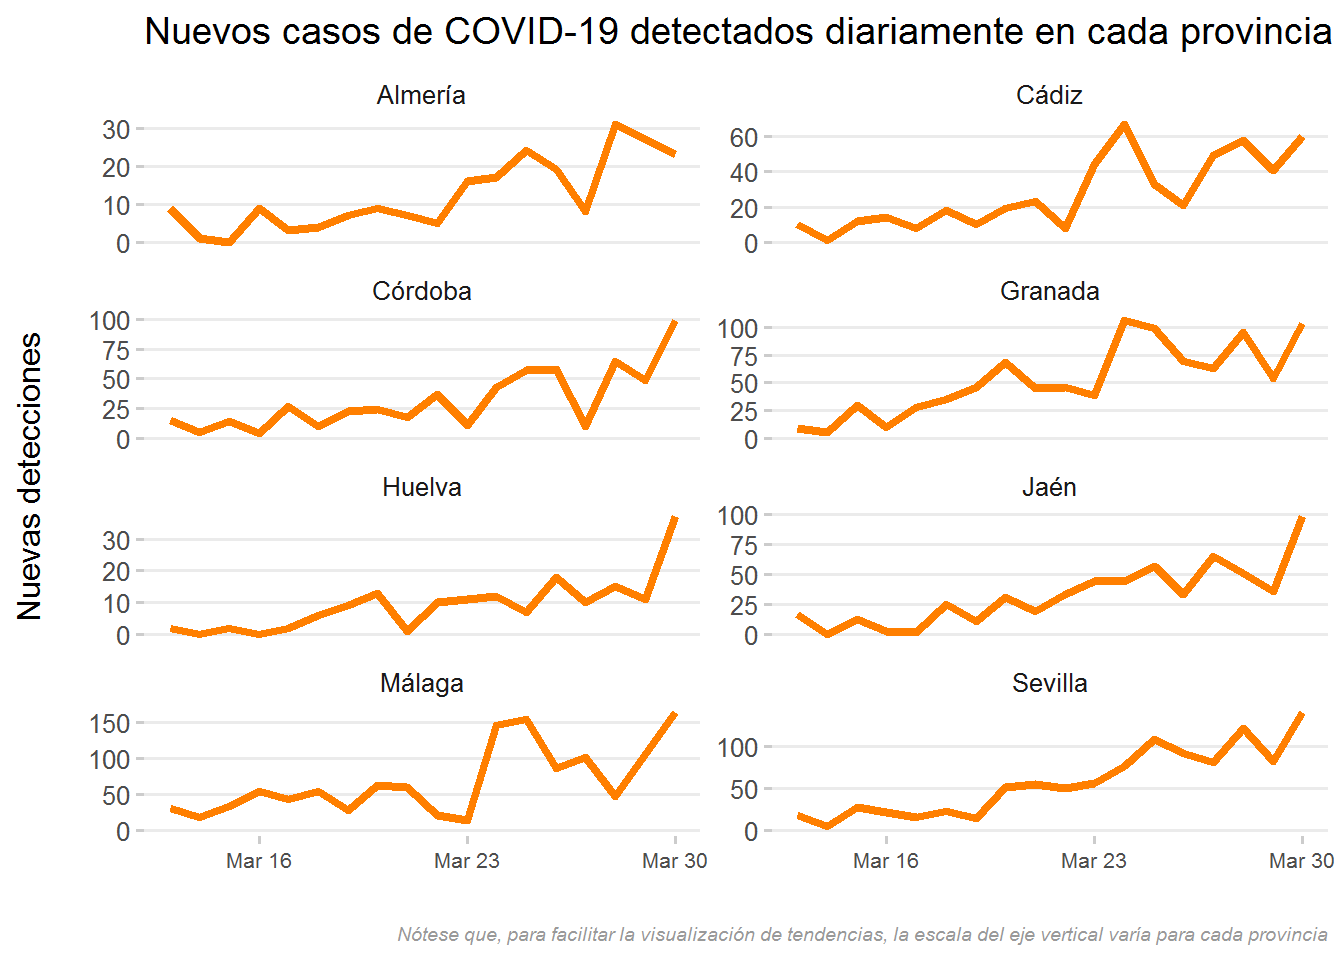 Nuevos casos de COVID-19 detectados diariamente en cada provincia
Nuevas detecciones
Almería
30
20
10
0
Cádiz
60
40
20
0
Córdoba
100
75
50
25
0
Granada
100
75
50
25
0
Huelva
30
20
10
0
Jaén
100
75
50
25
0
Málaga
150
100
50
0
Sevilla
100
50
0
Mar 16 Mar 23 Mar 30
Mar 16 Mar 23 Mar 30
Nótese que, para facilitar la visualización de tendencias, la escala del eje vertical varía para cada provincia